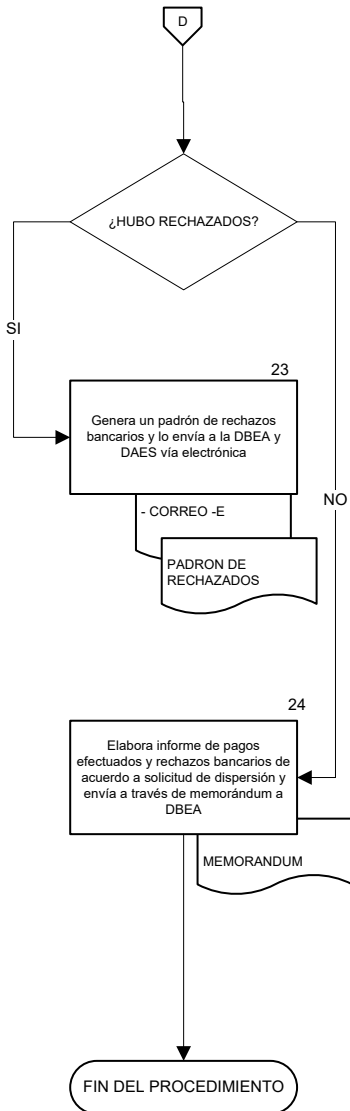 D
¿HUBO RECHAZADOS?
SI
23
Genera un padrón de rechazos
bancarios y lo envía a la DBEA y
DAES vía electrónica
NO
- CORREO -E
PADRON DE
RECHAZADOS
24
Elabora informe de pagos
efectuados y rechazos bancarios de
acuerdo a solicitud de dispersión y
envía a través de memorándum a
DBEA
MEMORANDUM
FIN DEL PROCEDIMIENTO